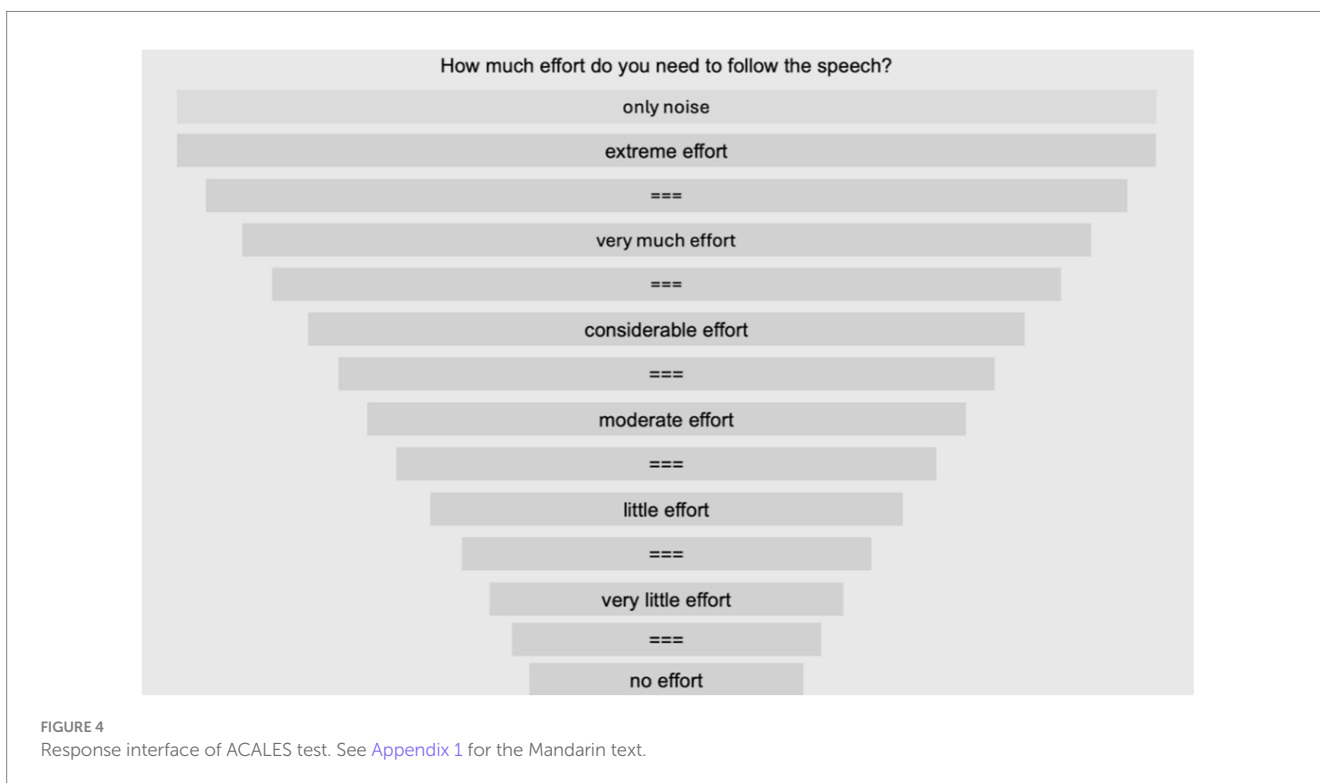 How much effort do you need to follow the speech?
only noise
extreme effort
===
very much effort
===
considerable effort
===
moderate effort
===
little effort
===
very little effort
===
no effort
FIGURE 4
Response interface of ACALES test. See Appendix 1 for the Mandarin text.